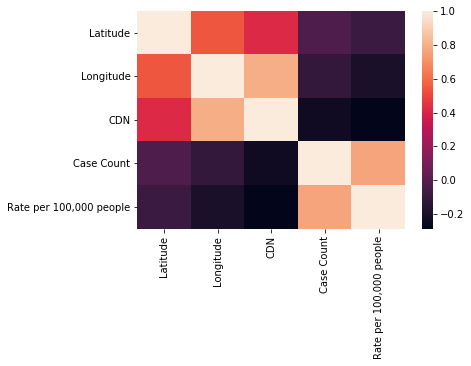 Latitude
Longitude
CDN
Case Count
Rate per 100,000 people
Latitude
Longitude
CDN
Case Count
Rate per 100,000 people
1.0
0.8
0.6
0.4
0.2
0.0
−0.2